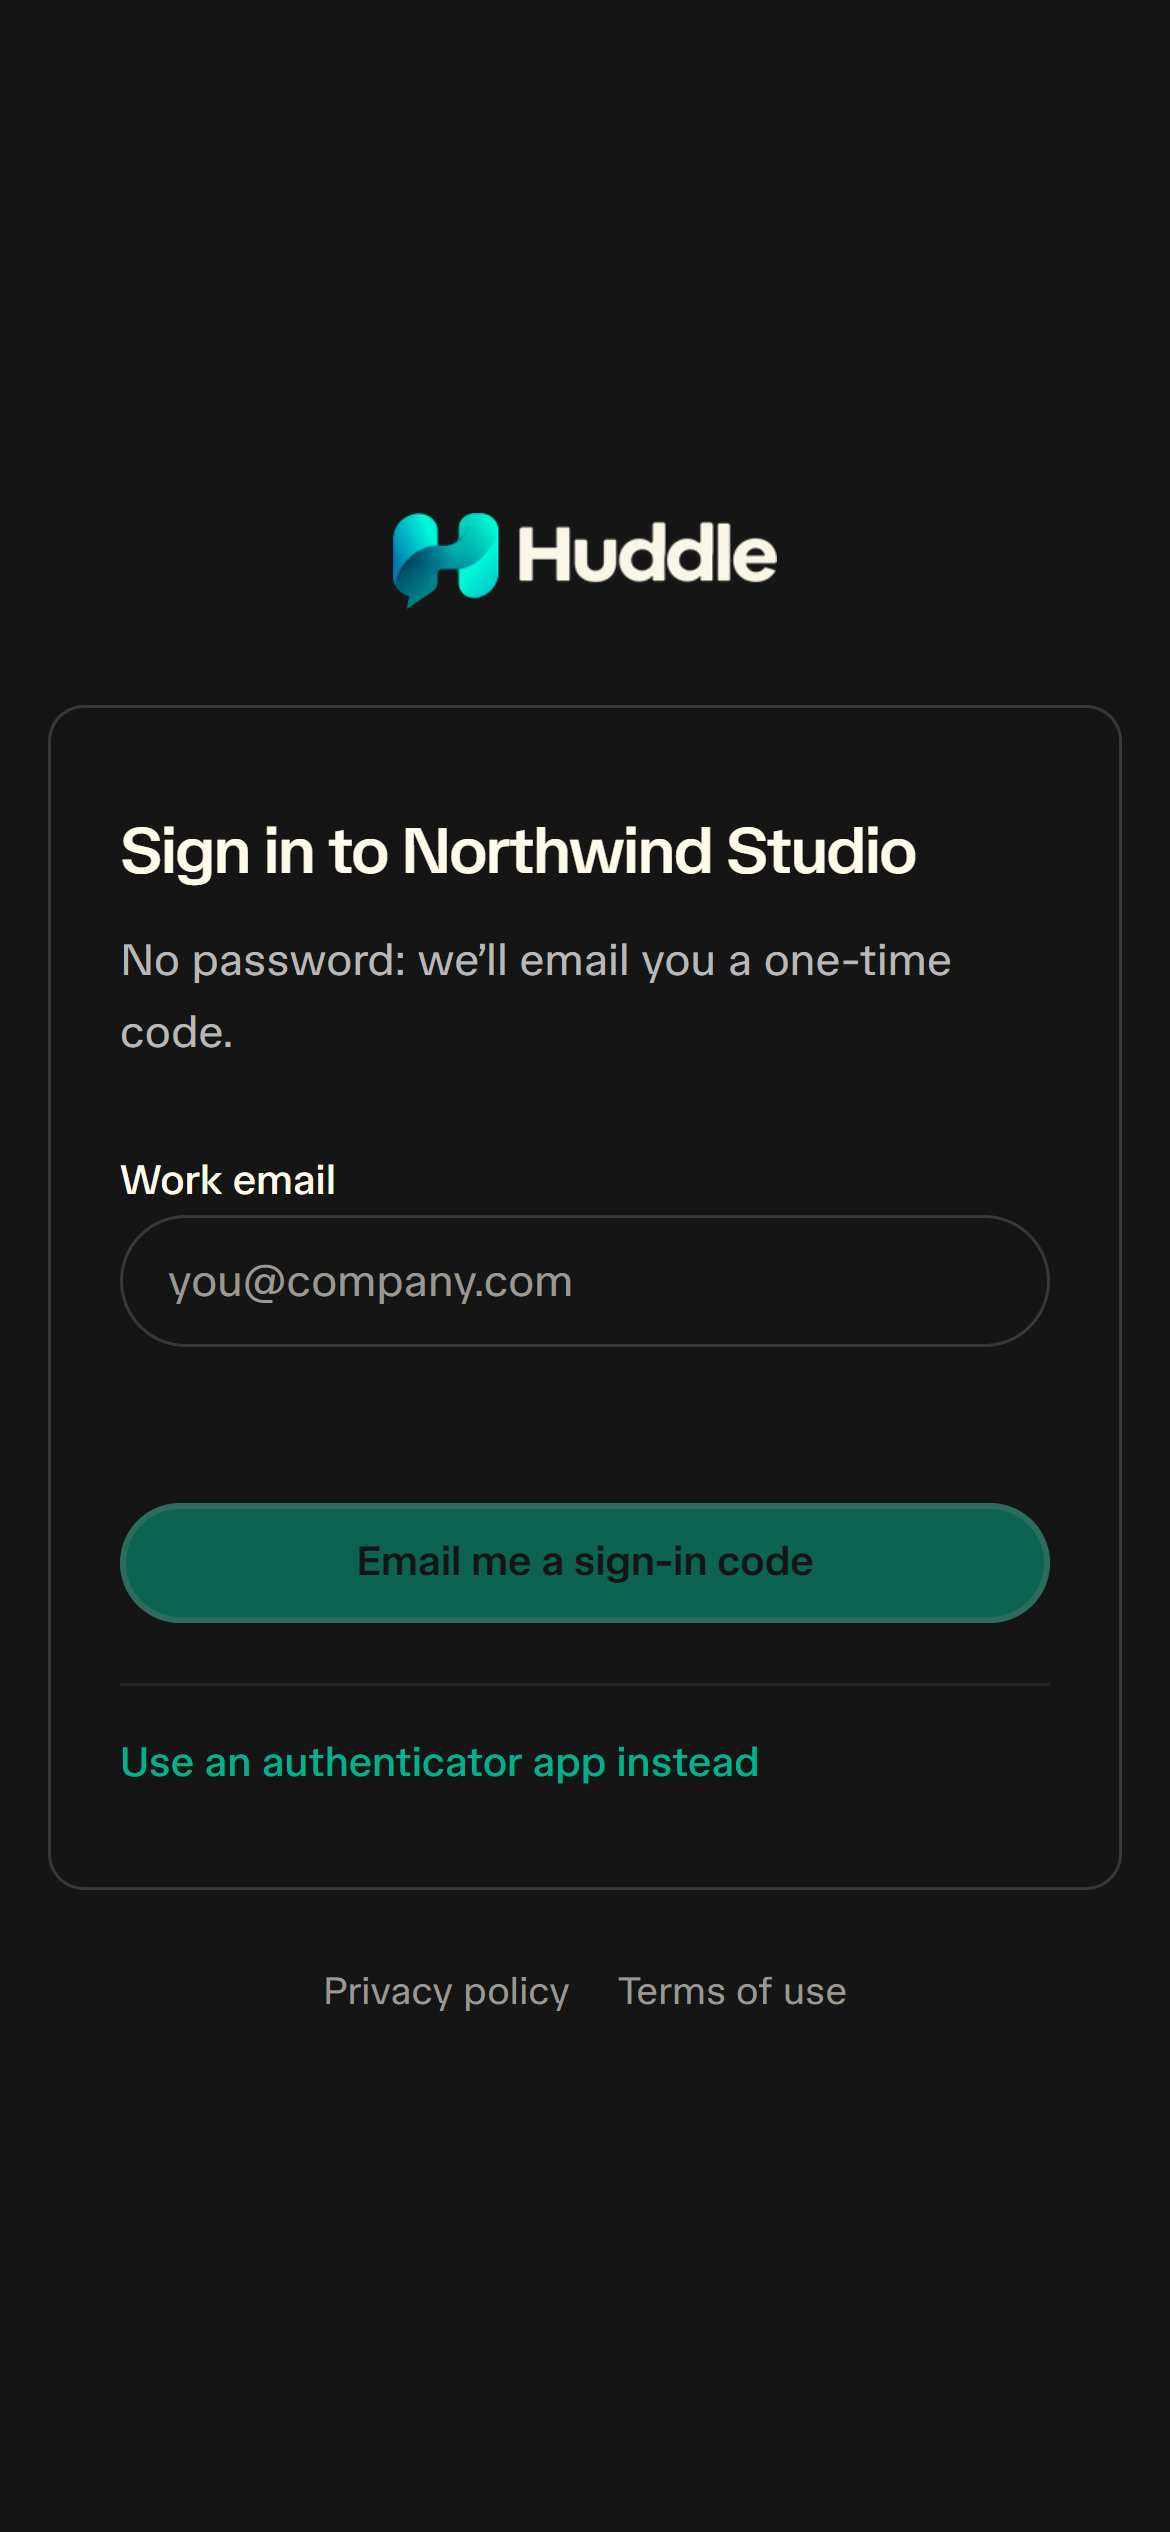 Huddle
Sign in to Northwind Studio
No password: we’ll email you a one-time
code.
Work email
you@company.com
Email me a sign-in code
Use an authenticator app instead
Privacy policy Terms of use